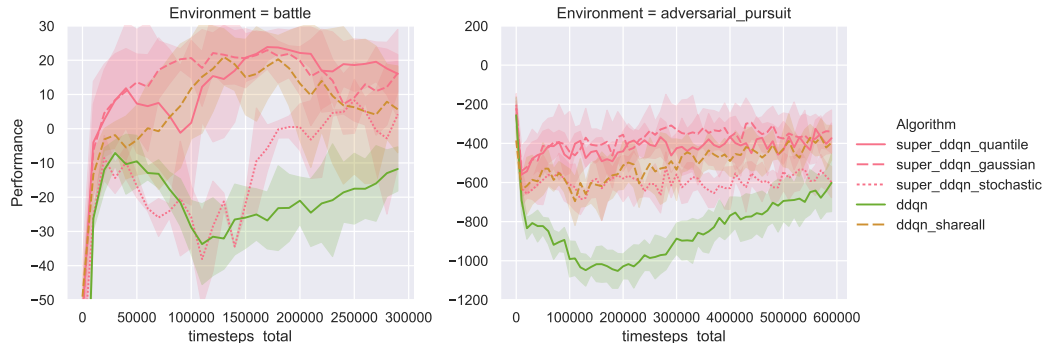 Environment = battle
30
20
10
0
−10
−20
−30
−40
−50
Performance
0
50000
100000
150000
200000
250000
300000
timesteps_total
Environment = adversarial_pursuit
200
0
−200
−400
−600
−800
−1000
−1200
0
100000
200000
300000
400000
500000
600000
timesteps_total
Algorithm
super_ddqn_quantile
super_ddqn_gaussian
super_ddqn_stochastic
ddqn
ddqn_shareall